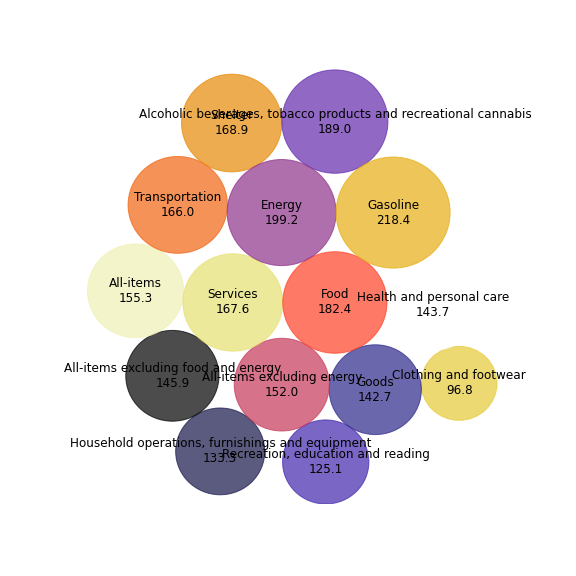 Alcoholic beverages, tobacco products and recreational cannabis
189.0
Shelter
168.9
Transportation
166.0
Energy
199.2
Gasoline
218.4
All-items
155.3
Services
167.6
Food
182.4
Health and personal care
143.7
All-items excluding food and energy
145.9
All-items excluding energy
152.0
Goods
142.7
Clothing and footwear
96.8
Household operations, furnishings and equipment
133.3
Recreation, education and reading
125.1